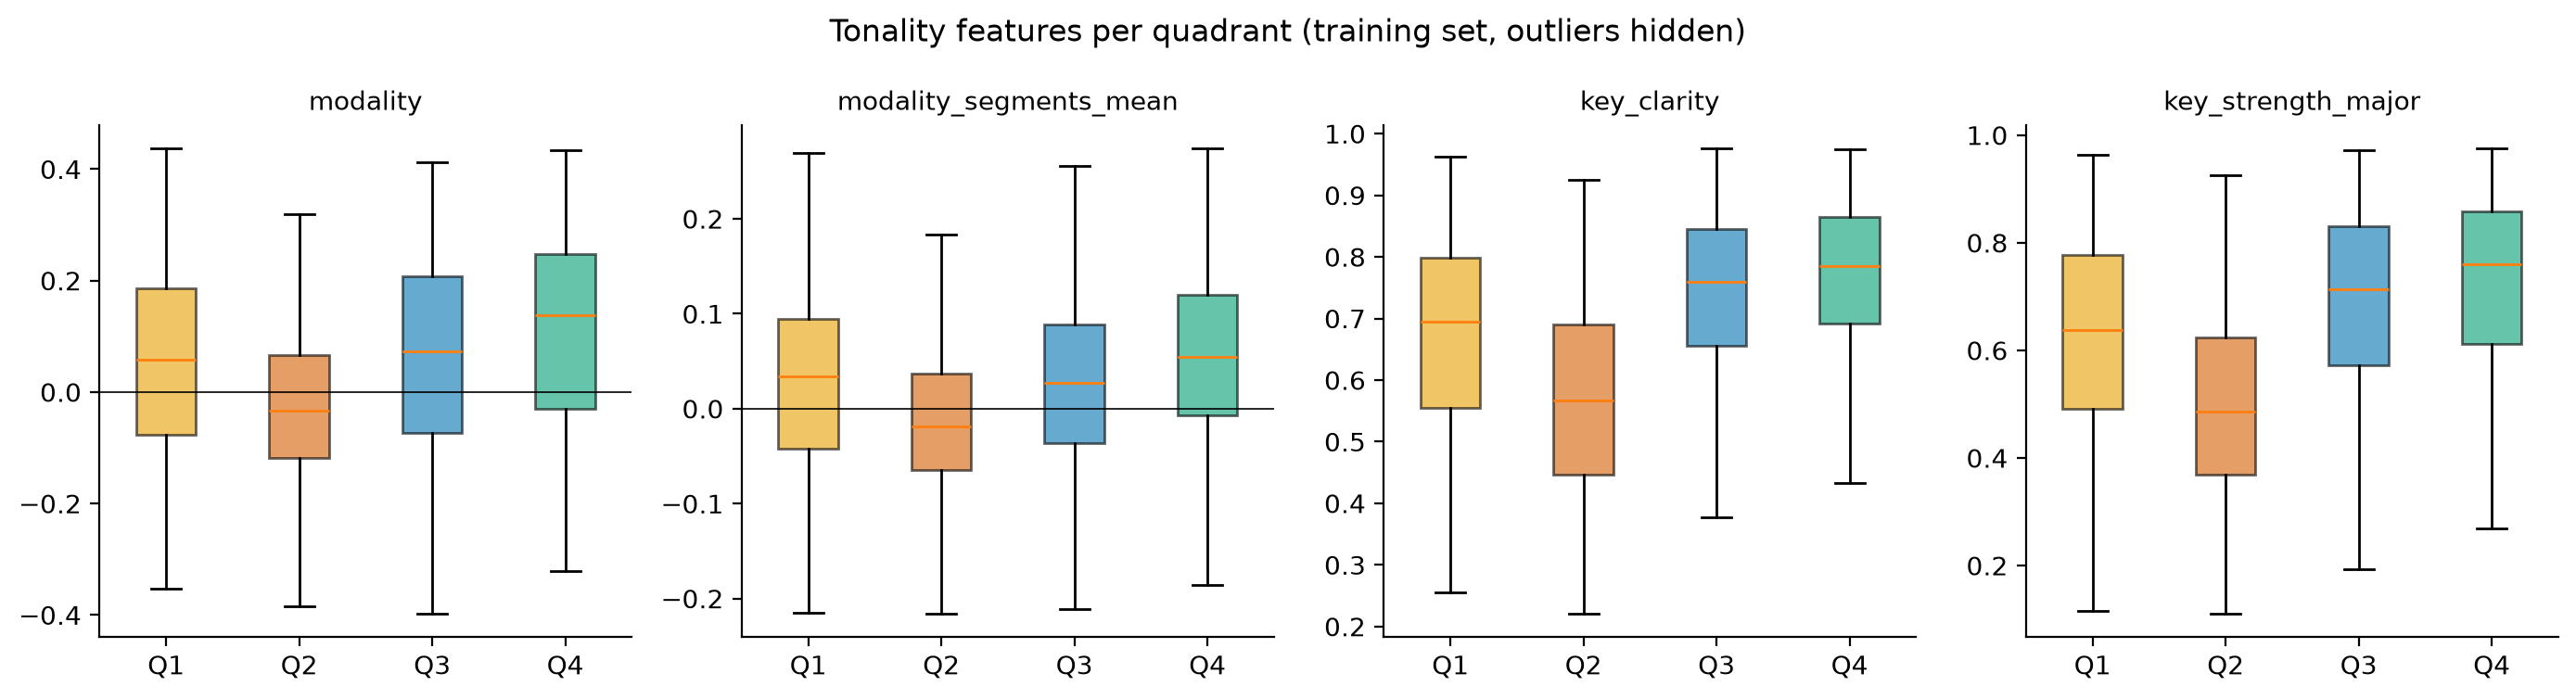 Tonality features per quadrant (training set, outliers hidden)
modality
0.4
0.2
0.0
−0.2
−0.4
Q1 Q2 Q3 Q4
modality_segments_mean
0.2
0.1
0.0
−0.1
−0.2
Q1 Q2 Q3 Q4
key_clarity
1.0
0.9
0.8
0.7
0.6
0.5
0.4
0.3
0.2
Q1 Q2 Q3 Q4
key_strength_major
1.0
0.8
0.6
0.4
0.2
Q1 Q2 Q3 Q4